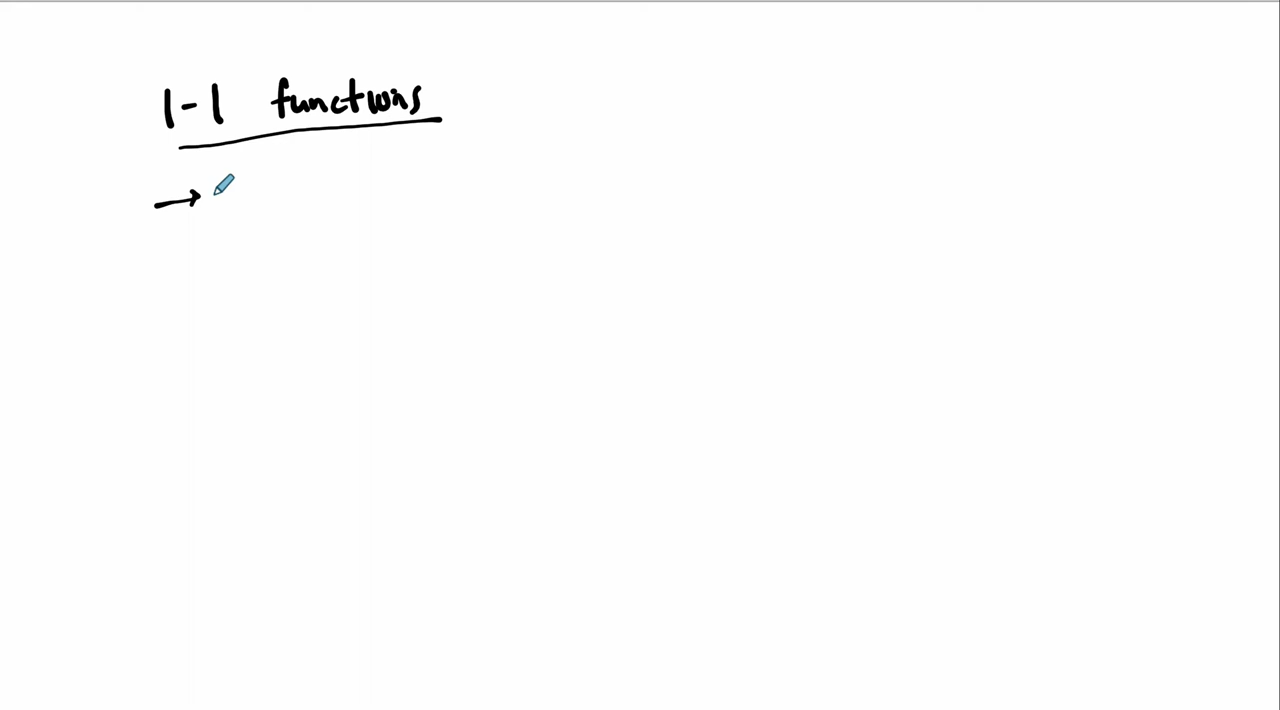 1-1 functions
→